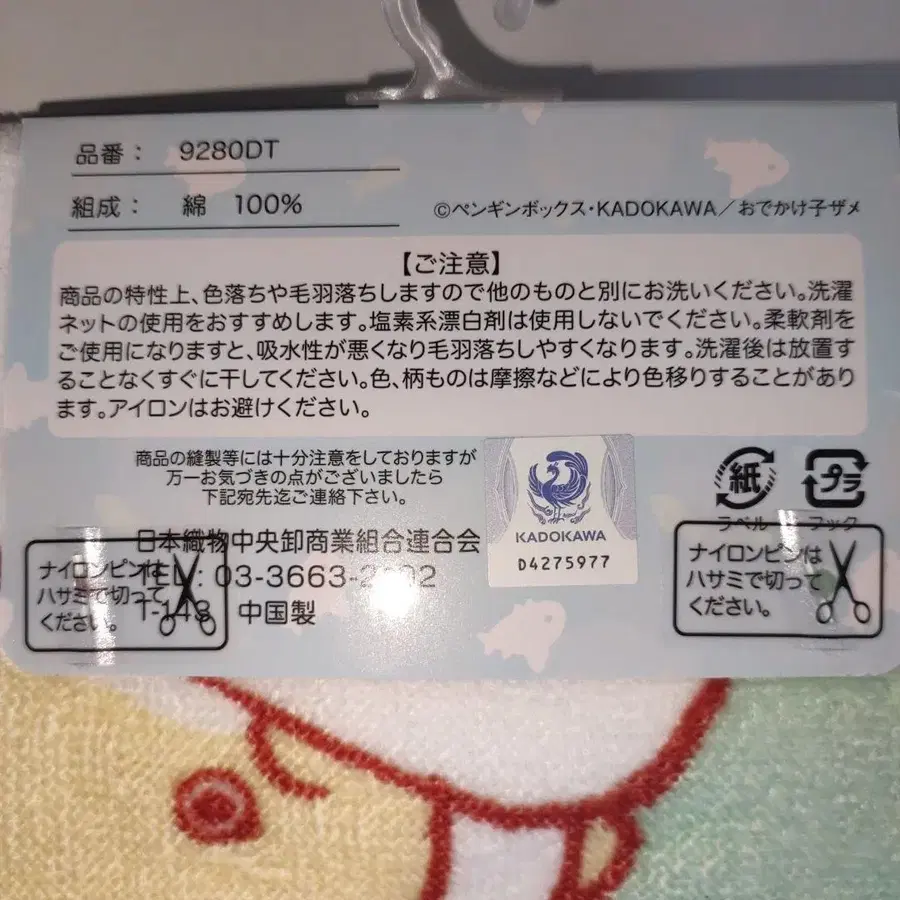 品番： 9280DT
組成： 綿 100%
©ペンギンボックス・KADOKAWA／おでかけ子ザメ
【ご注意】
商品の特性上、色落ちや毛羽落ちしますので他のものと別にお洗いください。洗濯
ネットの使用をおすすめします。塩素系漂白剤は使用しないでください。柔軟剤を
ご使用になりますと、吸水性が悪くなり毛羽落ちしやすくなります。洗濯後は放置す
ることなくすぐに干してください。色、柄ものは摩擦などにより色移りすることがあり
ます。アイロンはお避けください。
商品の縫製等には十分注意をしておりますが
万一お気づきの点がございましたら
下記宛先迄ご連絡下さい。
日本織物中央卸商業組合連合会
TEL: 03-3663-
T-143 中国製
KADOKAWA
D4275977
紙
ラベル
プラ
フック
ナイロンピンは
ハサミで切って
ください。
ナイロンピンは
ハサミで切って
ください。